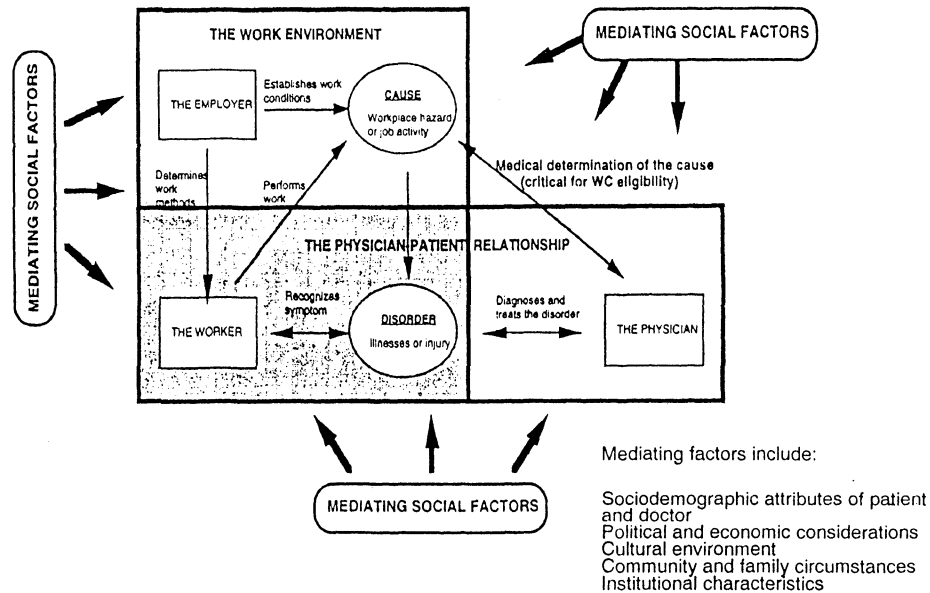 THE WORK ENVIRONMENT
MEDIATING SOCIAL FACTORS
MEDIATING SOCIAL FACTORS
THE EMPLOYER
Establishes work
conditions
CAUSE
Workplace hazard
or job activity
Determines
work
methods
Performs
work
Medical determination of the cause
(critical for WC eligibility)
THE PHYSICIAN-PATIENT RELATIONSHIP
THE WORKER
Recognizes
symptom
DISORDER
Illnesses or injury
Diagnoses and
treats the disorder
THE PHYSICIAN
MEDIATING SOCIAL FACTORS
Mediating factors include:
Sociodemographic attributes of patient
and doctor
Political and economic considerations
Cultural environment
Community and family circumstances
Institutional characteristics